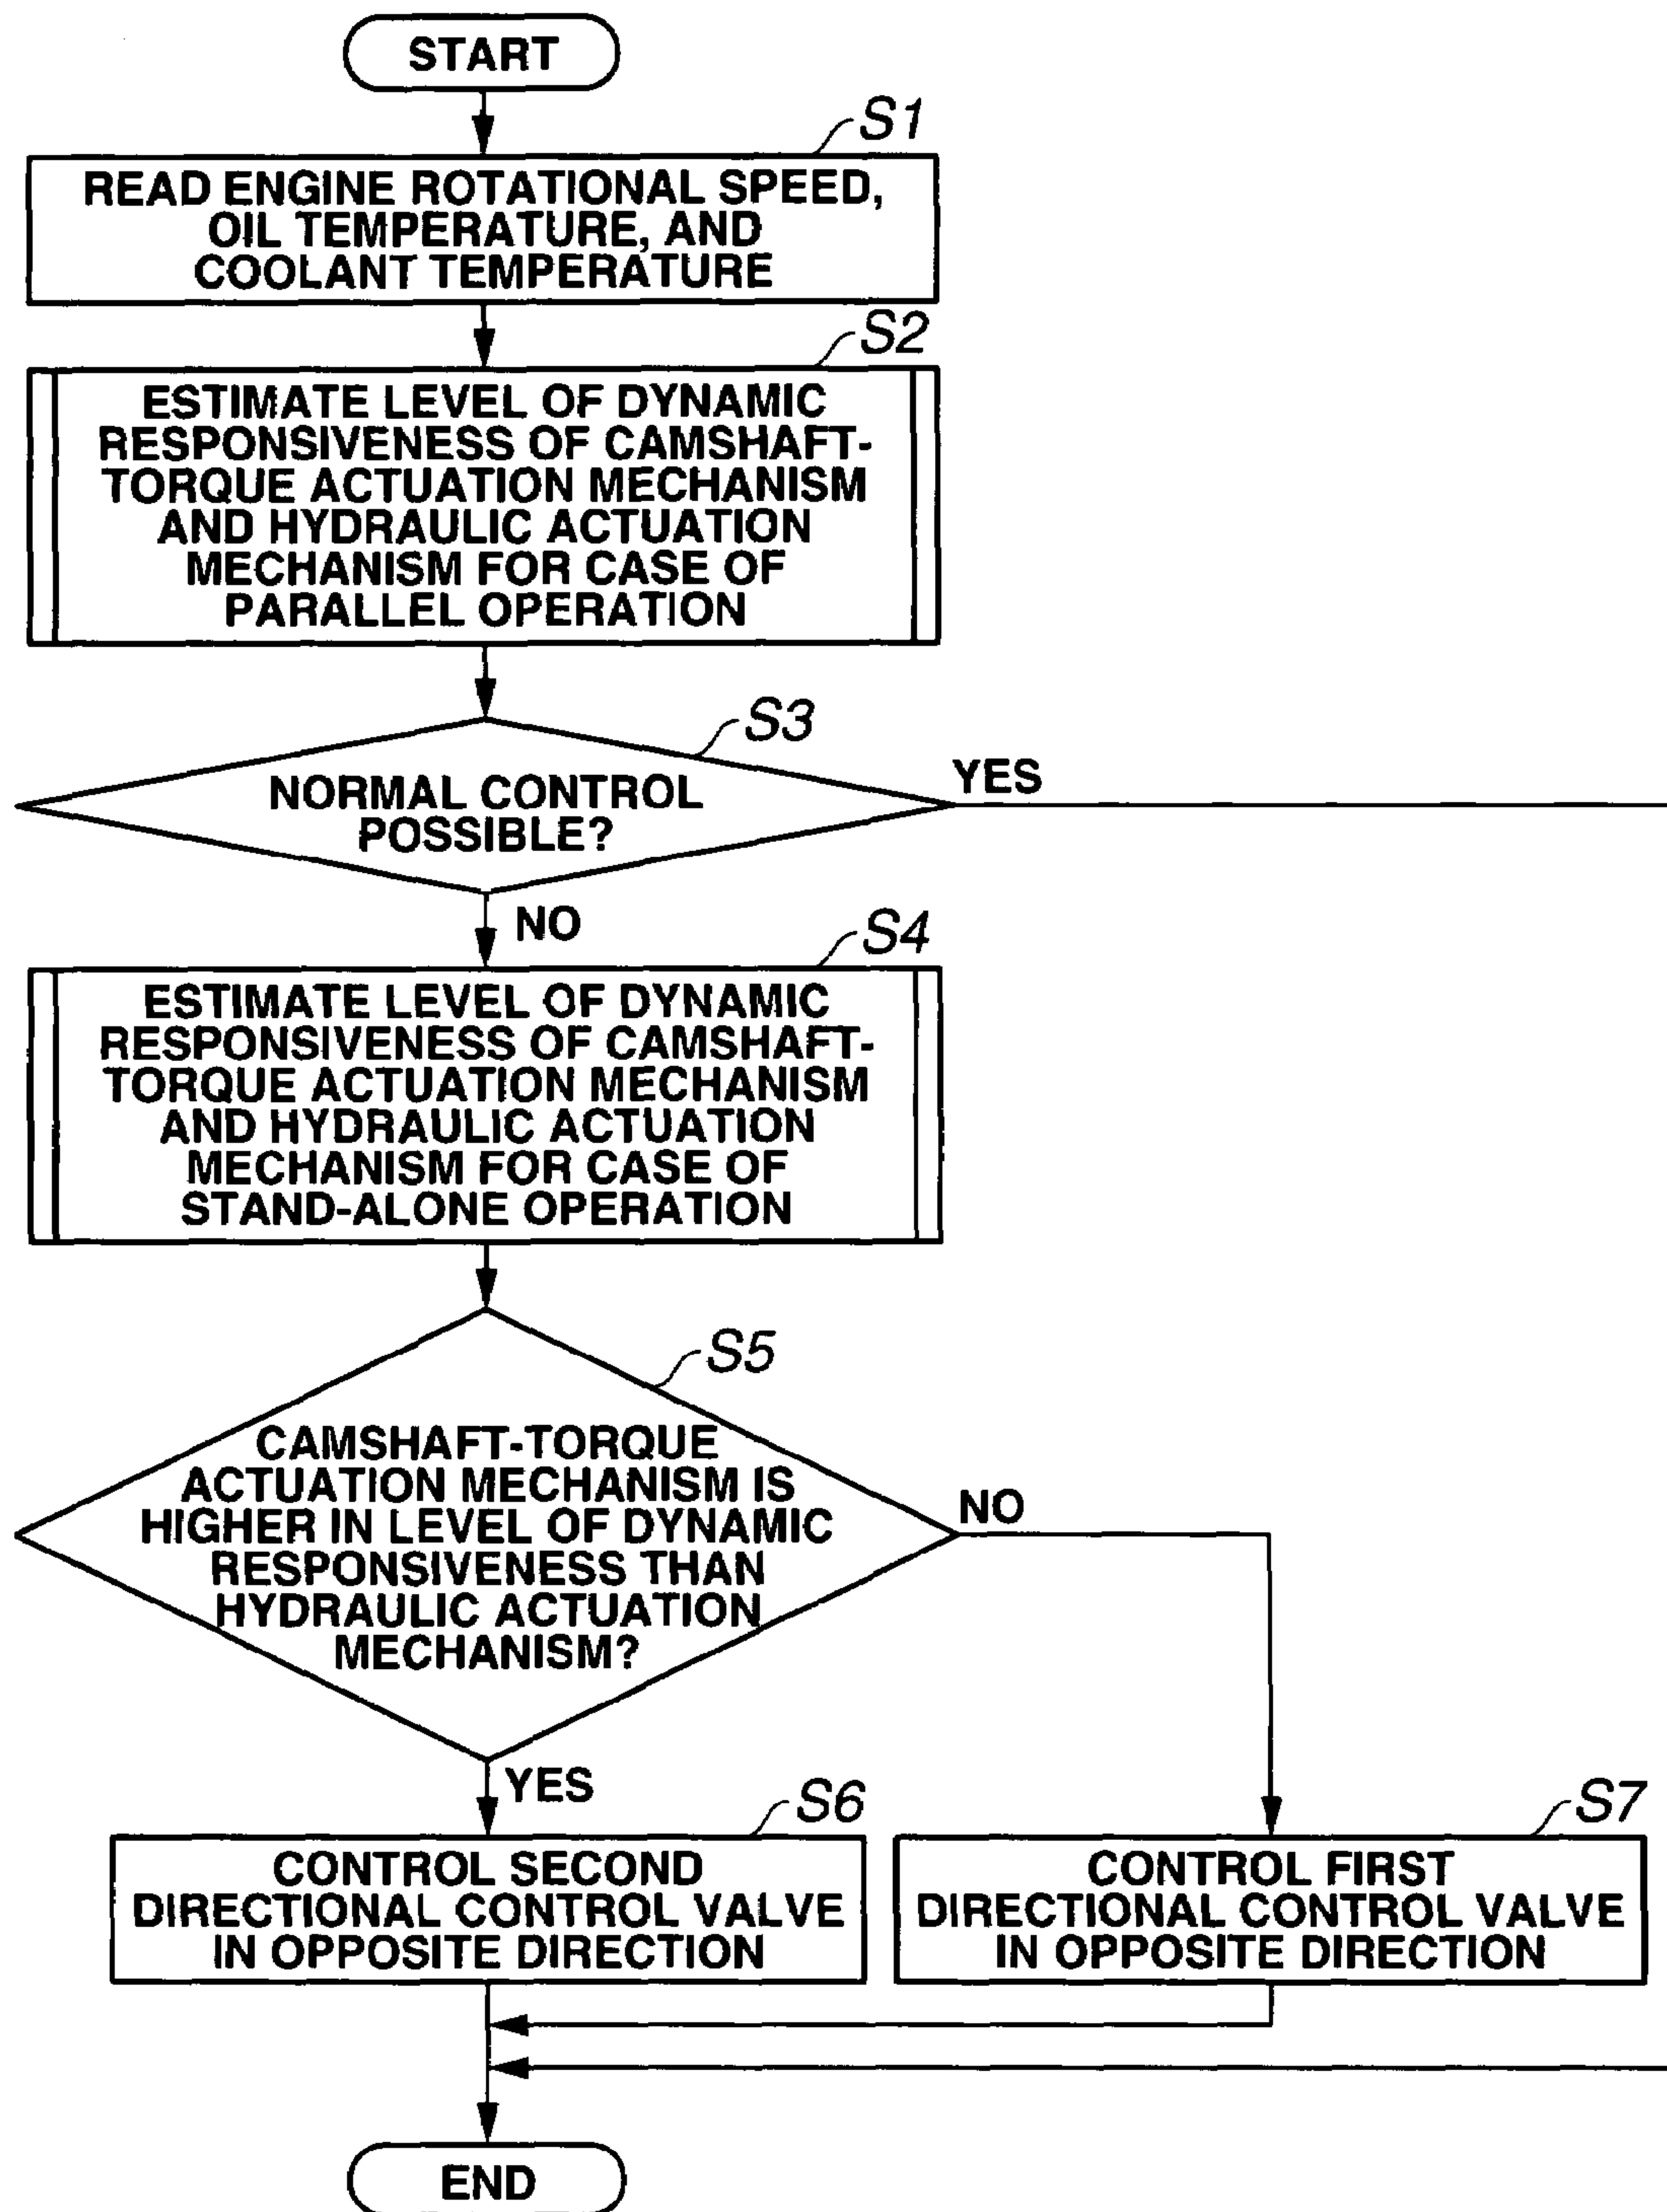 START
S1
READ ENGINE ROTATIONAL SPEED,
OIL TEMPERATURE, AND
COOLANT TEMPERATURE
S2
ESTIMATE LEVEL OF DYNAMIC
RESPONSIVENESS OF CAMSHAFT-
TORQUE ACTUATION MECHANISM
AND HYDRAULIC ACTUATION
MECHANISM FOR CASE OF
PARALLEL OPERATION
S3
NORMAL CONTROL
POSSIBLE?
YES
NO
S4
ESTIMATE LEVEL OF DYNAMIC
RESPONSIVENESS OF CAMSHAFT-
TORQUE ACTUATION MECHANISM
AND HYDRAULIC ACTUATION
MECHANISM FOR CASE OF
STAND-ALONE OPERATION
S5
CAMSHAFT-TORQUE
ACTUATION MECHANISM IS
HIGHER IN LEVEL OF DYNAMIC
RESPONSIVENESS THAN
HYDRAULIC ACTUATION
MECHANISM?
NO
YES
S6
CONTROL SECOND
DIRECTIONAL CONTROL VALVE
IN OPPOSITE DIRECTION
S7
CONTROL FIRST
DIRECTIONAL CONTROL VALVE
IN OPPOSITE DIRECTION
END